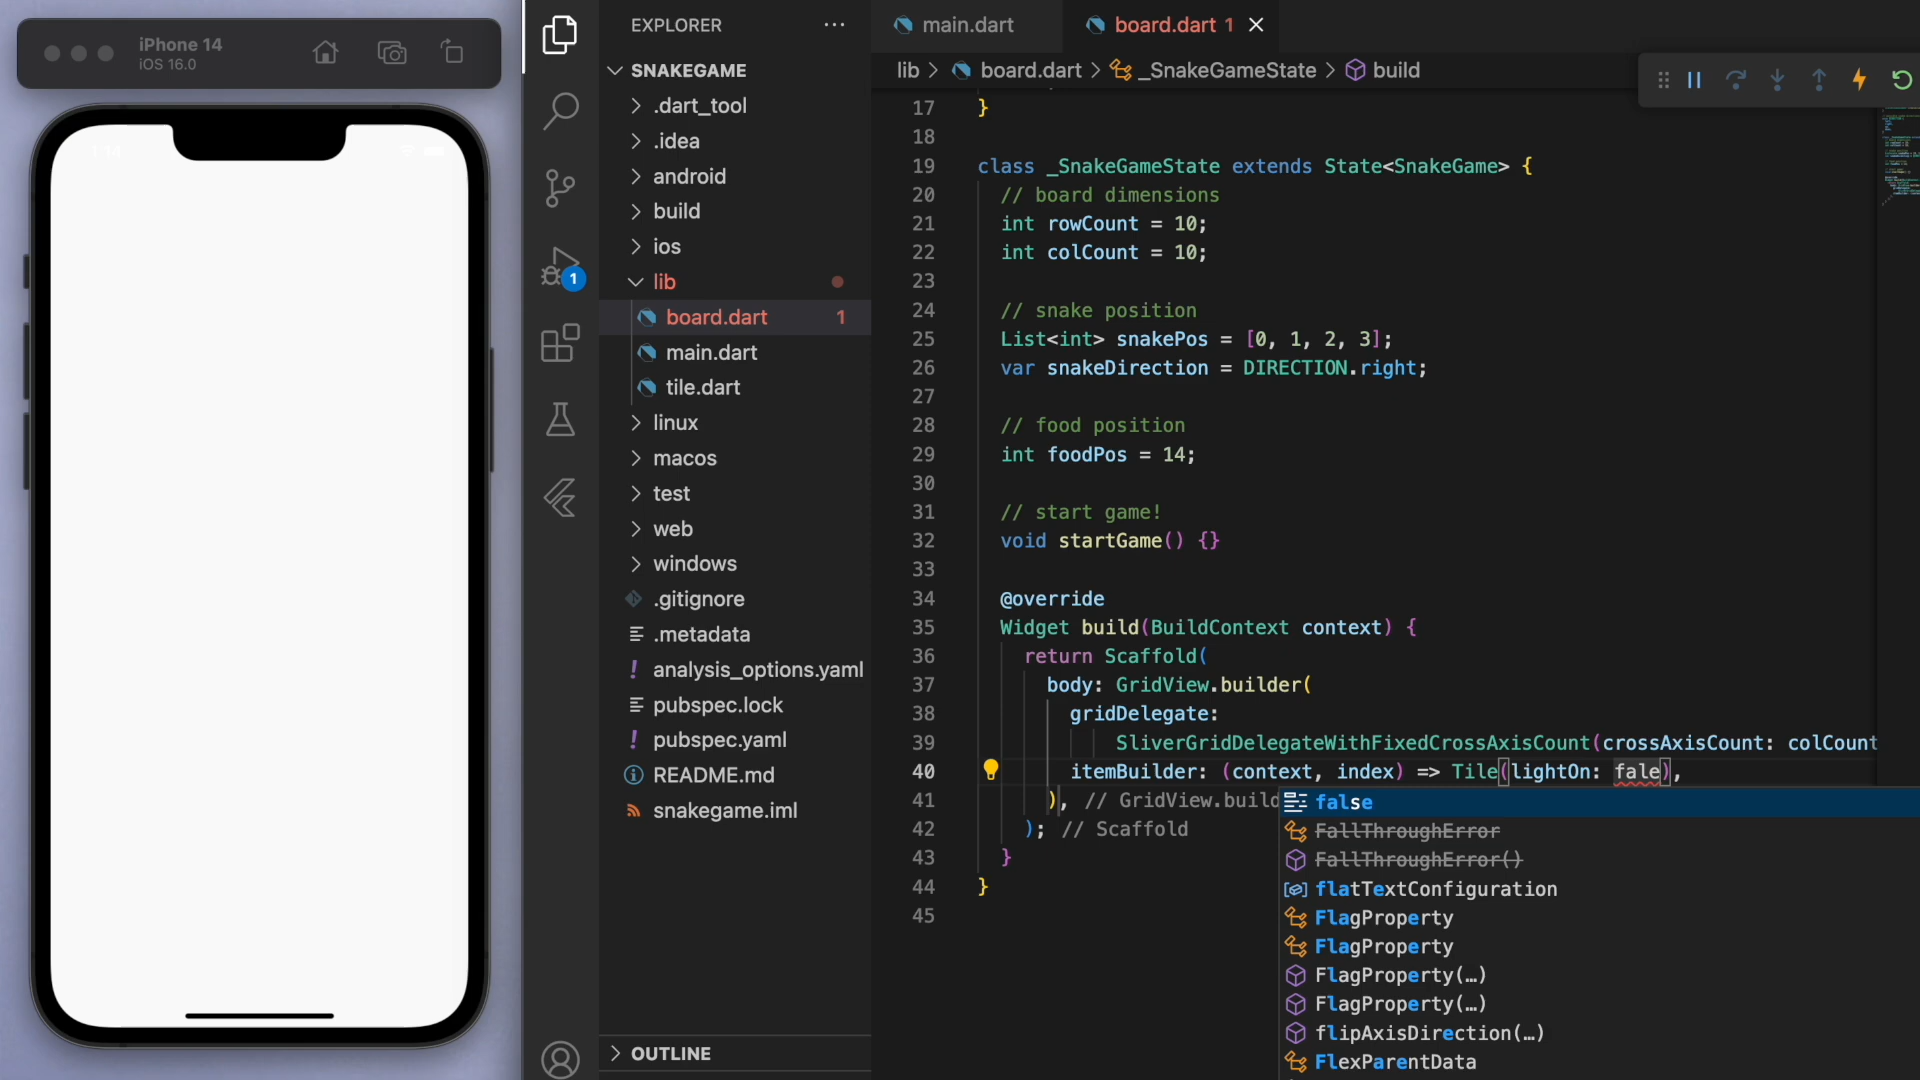 iPhone 14
iOS 16.0
1:14
EXPLORER
SNAKEGAME
.dart_tool
.idea
android
build
ios
lib
board.dart 1
main.dart
tile.dart
linux
macos
test
web
windows
.gitignore
.metadata
analysis_options.yaml
pubspec.lock
pubspec.yaml
README.md
snakegame.iml
OUTLINE
1
main.dart
board.dart 1
lib > board.dart > _SnakeGameState > build
17 }
18
19 class _SnakeGameState extends State<SnakeGame> {
20 // board dimensions
21 int rowCount = 10;
22 int colCount = 10;
23
24 // snake position
25 List<int> snakePos = [0, 1, 2, 3];
26 var snakeDirection = DIRECTION.right;
27
28 // food position
29 int foodPos = 14;
30
31 // start game!
32 void startGame() {}
33
34 @override
35 Widget build(BuildContext context) {
36 return Scaffold(
37 body: GridView.builder(
38 gridDelegate:
39 SliverGridDelegateWithFixedCrossAxisCount(crossAxisCount: colCount
40 itemBuilder: (context, index) => Tile(lightOn: fale),
41 ), // GridView.build
42 ); // Scaffold
43 }
44 }
45
false
FallThroughError
FallThroughError()
flatTextConfiguration
FlagProperty
FlagProperty
FlagProperty(…)
FlagProperty(…)
flipAxisDirection(…)
FlexParentData